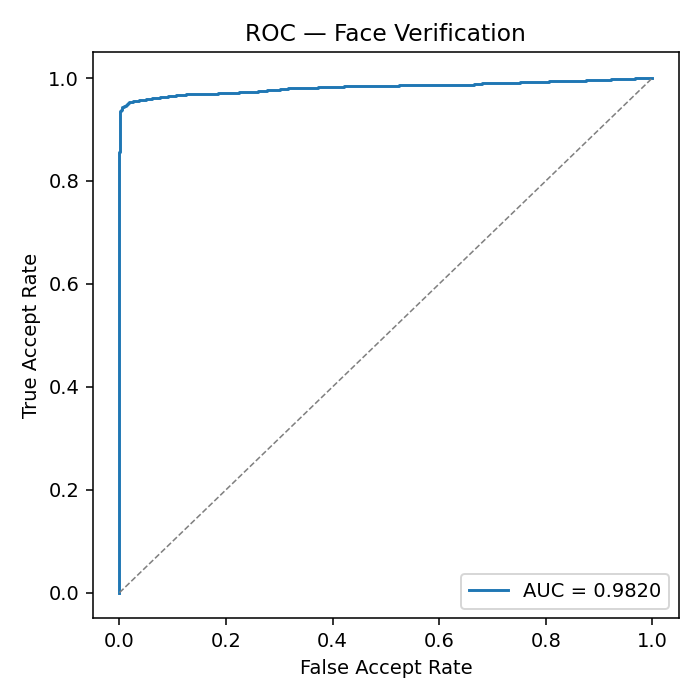 ROC — Face Verification
1.0
0.8
0.6
0.4
0.2
0.0
True Accept Rate
AUC = 0.9820
0.0 0.2 0.4 0.6 0.8 1.0
False Accept Rate